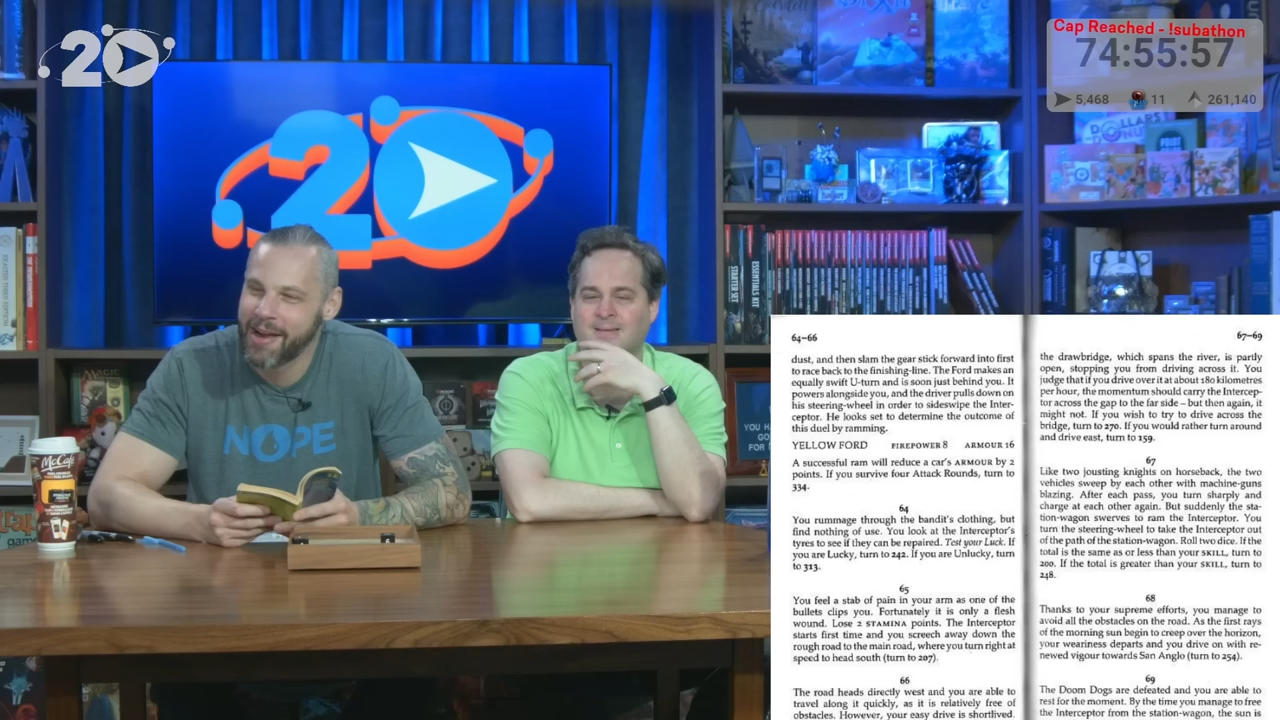 20
Cap Reached - !subathon
74:55:57
5,468
11
261,140
20
STARTER SET
ESSENTIALS KIT
MAGIC
McCafé
NOPE
64–66
dust, and then slam the gear stick forward into first
to race back to the finishing-line. The Ford makes an
equally swift U-turn and is soon just behind you. It
powers alongside you, and the driver pulls down on
his steering-wheel in order to sideswipe the Inter-
ceptor. He looks set to determine the outcome of
this duel by ramming.
YELLOW FORD FIREPOWER 8 ARMOUR 16
A successful ram will reduce a car's ARMOUR by 2
points. If you survive four Attack Rounds, turn to
334.
64
You rummage through the bandit's clothing, but
find nothing of use. You look at the Interceptor's
tyres to see if they can be repaired. Test your Luck. If
you are Lucky, turn to 242. If you are Unlucky, turn
to 313.
65
You feel a stab of pain in your arm as one of the
bullets clips you. Fortunately it is only a flesh
wound. Lose 2 STAMINA points. The Interceptor
starts first time and you screech away down the
rough road to the main road, where you turn right at
speed to head south (turn to 207).
66
The road heads directly west and you are able to
travel along it quickly, as it is relatively free of
obstacles. However, your easy drive is shortlived.
67–69
the drawbridge, which spans the river, is partly
open, stopping you from driving across it. You
judge that if you drive over it at about 180 kilometres
per hour, the momentum should carry the Intercep-
tor across the gap to the far side – but then again, it
might not. If you wish to try to drive across the
bridge, turn to 270. If you would rather turn around
and drive east, turn to 159.
67
Like two jousting knights on horseback, the two
vehicles sweep by each other with machine-guns
blazing. After each pass, you turn sharply and
charge at each other again. But suddenly the sta-
tion-wagon swerves to ram the Interceptor. You
turn the steering-wheel to take the Interceptor out
of the path of the station-wagon. Roll two dice. If the
total is the same as or less than your SKILL, turn to
200. If the total is greater than your SKILL, turn to
248.
68
Thanks to your supreme efforts, you manage to
avoid all the obstacles on the road. As the first rays
of the morning sun begin to creep over the horizon,
your weariness departs and you drive on with re-
newed vigour towards San Anglo (turn to 254).
69
The Doom Dogs are defeated and you are able to
rest for the moment. By the time you manage to free
the Interceptor from the station-wagon, the sun is